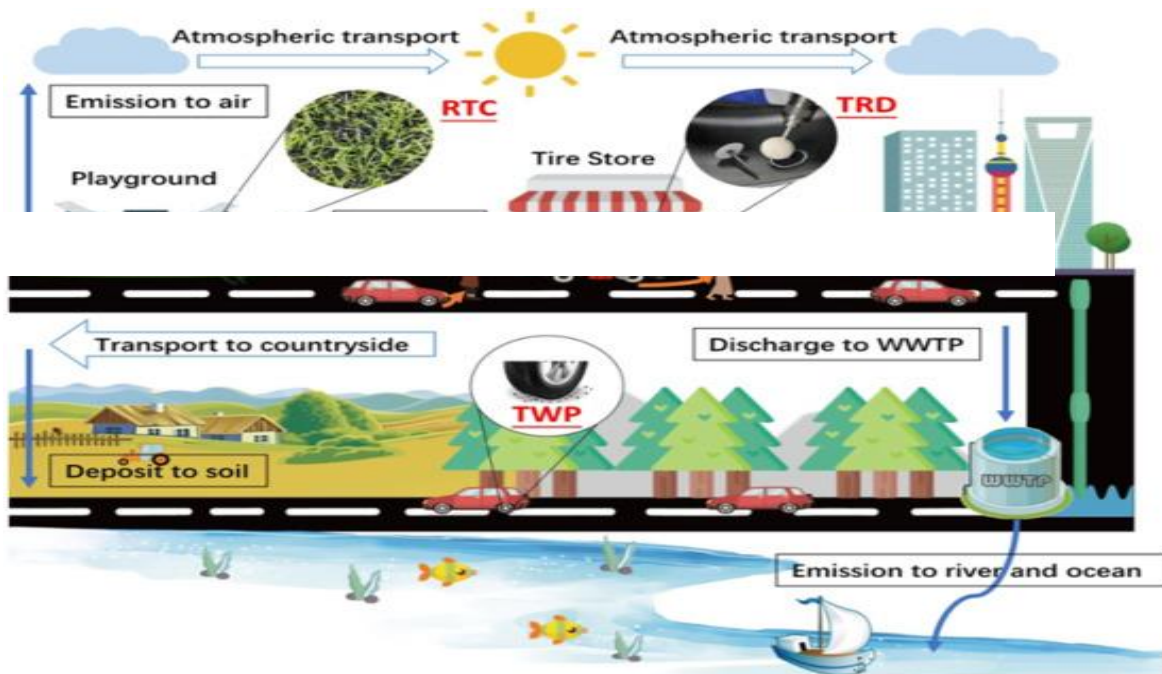 Atmospheric transport
Atmospheric transport
Emission to air
RTC
TRD
Tire Store
Playground
Transport to countryside
Discharge to WWTP
TWP
Deposit to soil
WWTP
Emission to river and ocean